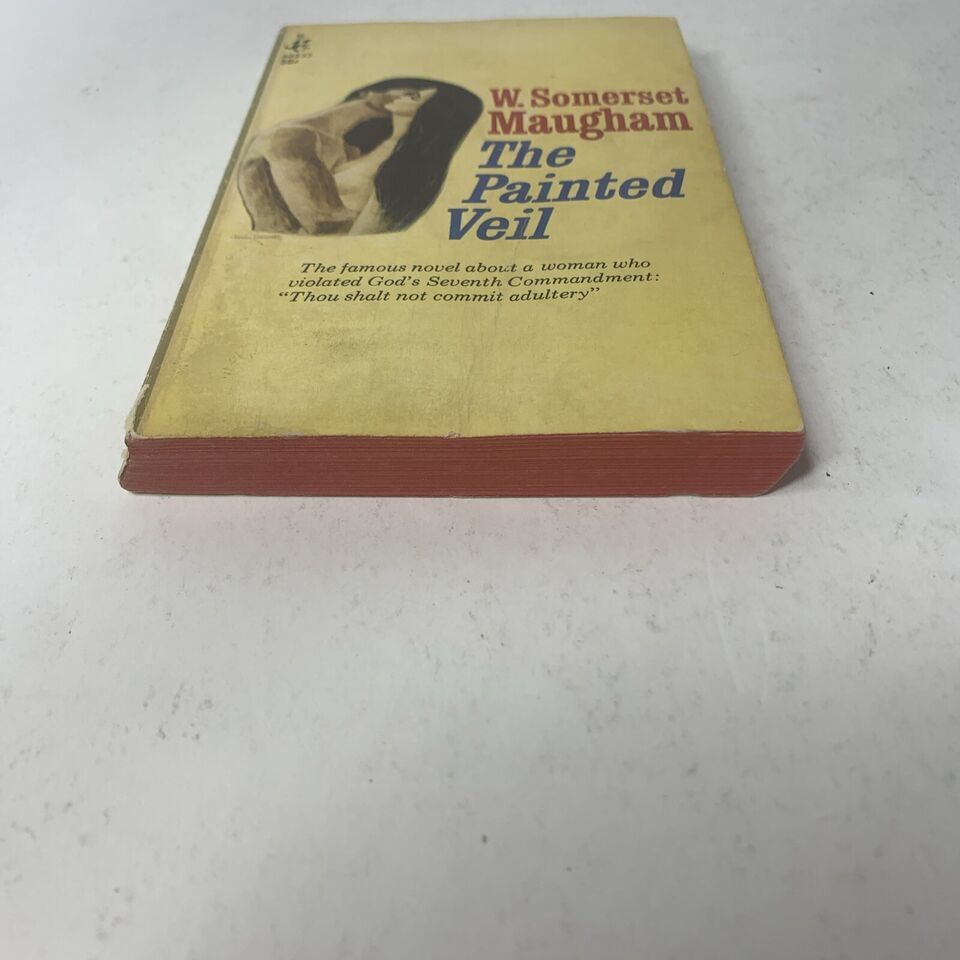 W. Somerset
Maugham
The
Painted
Veil
The famous novel about a woman who
violated God's Seventh Commandment:
“Thou shalt not commit adultery”